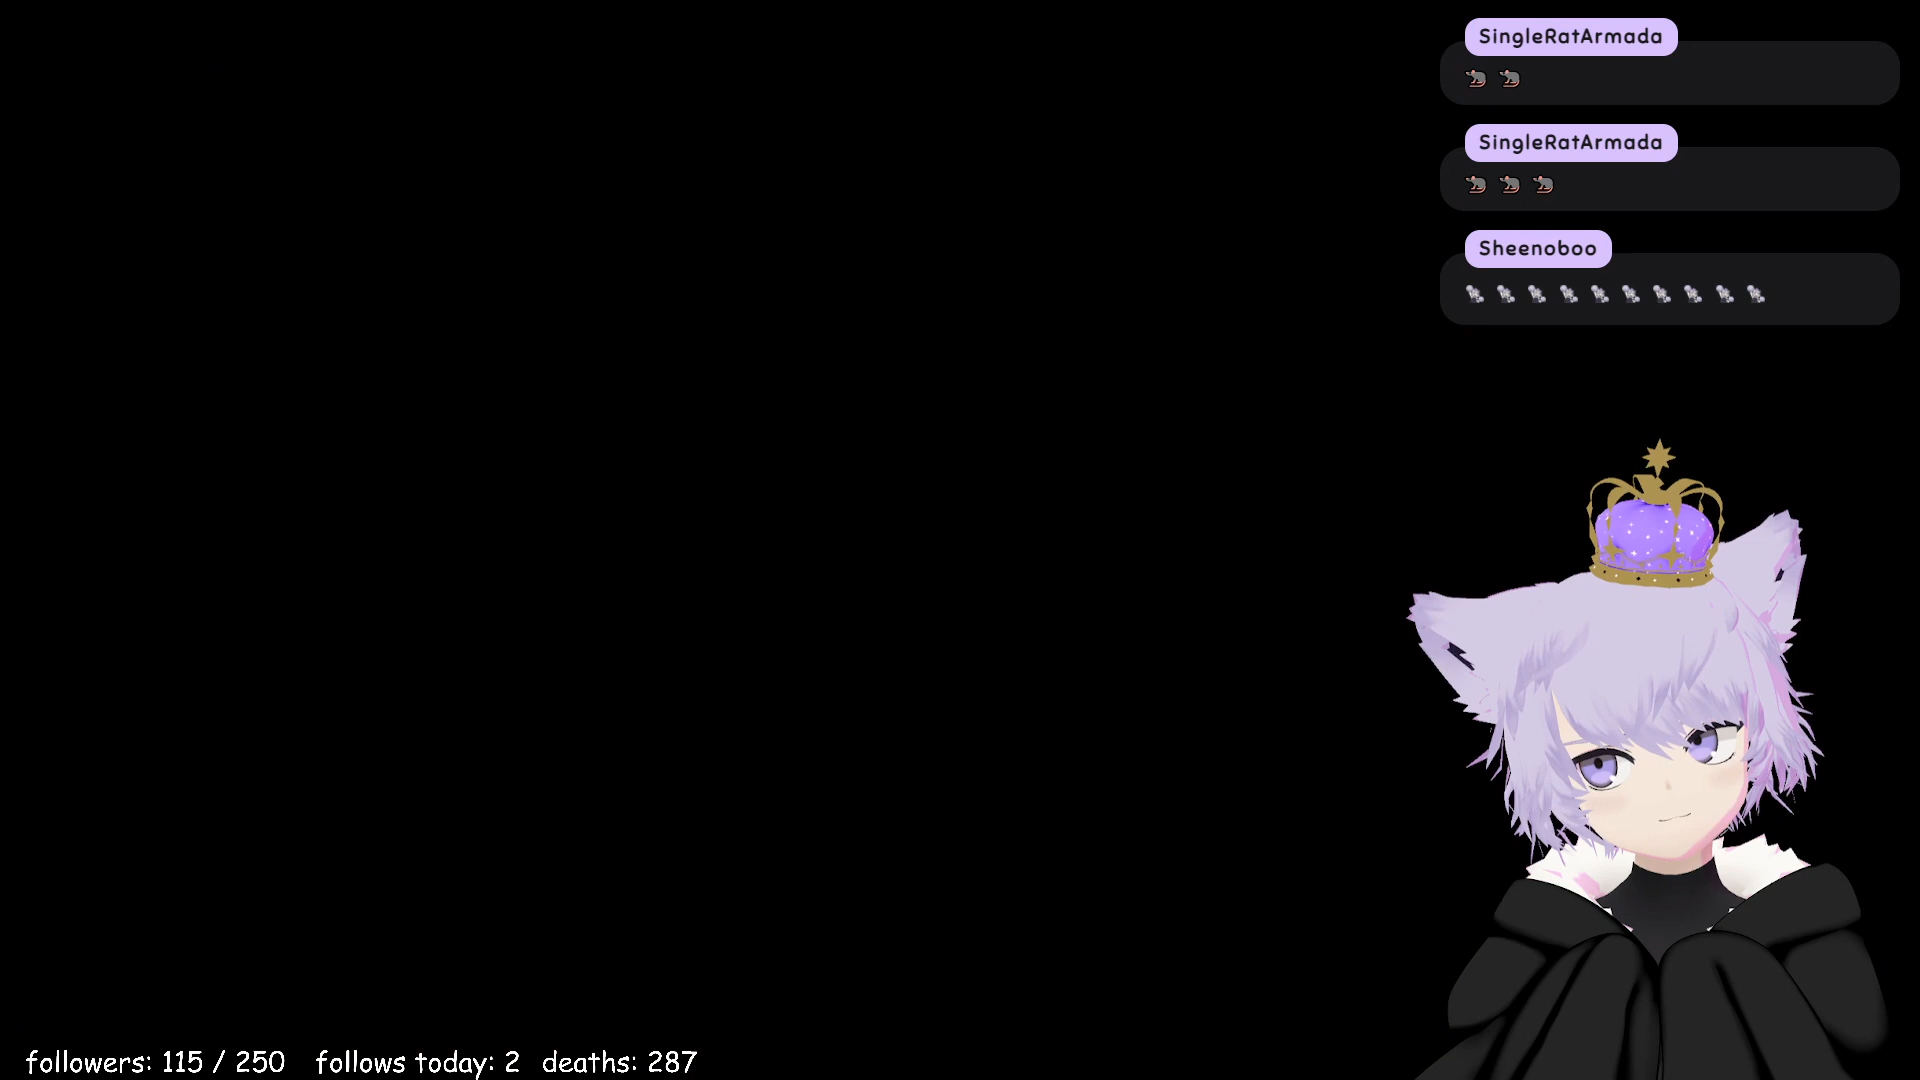 SingleRatArmada
🐀 🐀
SingleRatArmada
🐀 🐀 🐀
Sheenoboo
followers: 115 / 250 follows today: 2 deaths: 287